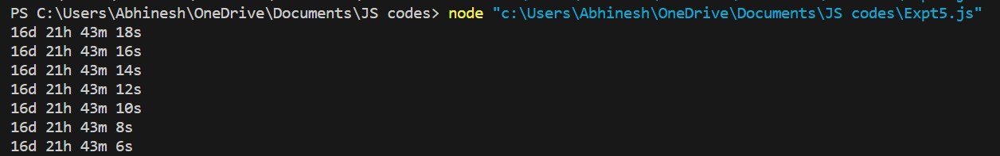 PS C:\Users\Abhinesh\OneDrive\Documents\JS codes> node "c:\Users\Abhinesh\OneDrive\Documents\JS codes\Expt5.js"
16d 21h 43m 18s
16d 21h 43m 16s
16d 21h 43m 14s
16d 21h 43m 12s
16d 21h 43m 10s
16d 21h 43m 8s
16d 21h 43m 6s